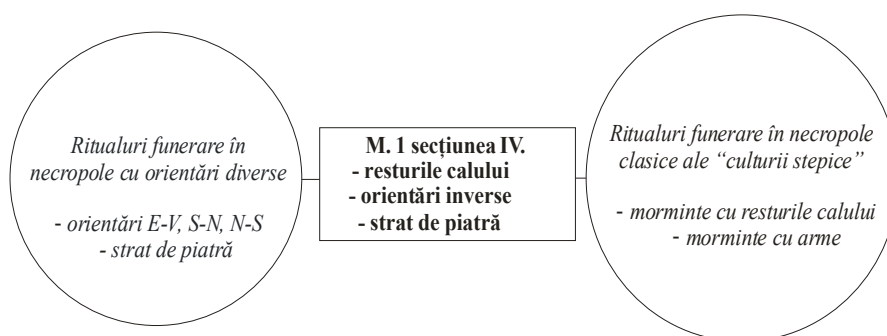 Ritualuri funerare în
necropole cu orientări diverse
- orientări E-V, S-N, N-S
- strat de piatră
M. 1 secțiunea IV.
- resturile calului
- orientări inverse
- strat de piatră
Ritualuri funerare în necropole
clasice ale “culturii stepice”
- morminte cu resturile calului
- morminte cu arme